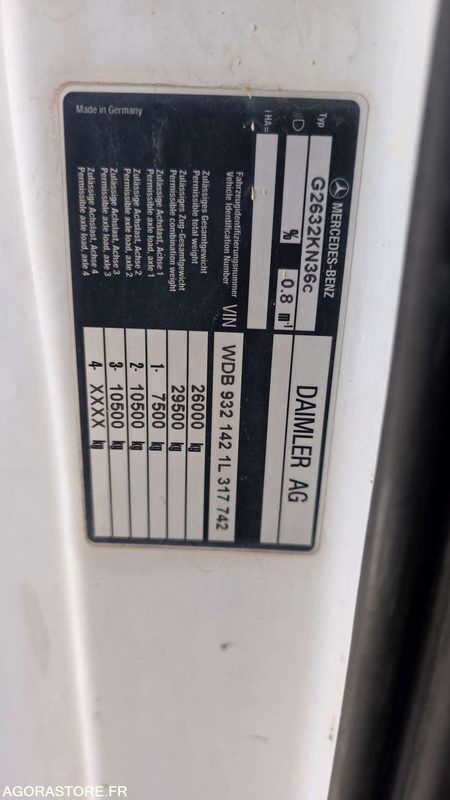 MERCEDES-BENZ
DAIMLER AG
Typ G2632KN36c
% 0.8 m⁻¹
i HA=
Fahrzeugidentifizierungsnummer
Vehicle Identification Number VIN WDB 932 142 1L 317 742
Zulässiges Gesamtgewicht
Permissible total weight 26000 kg
Zulässiges Zug-Gesamtgewicht
Permissible combination weight 29500 kg
Zulässige Achslast, Achse 1
Permissible axle load, axle 1 1- 7500 kg
Zulässige Achslast, Achse 2
Permissible axle load, axle 2 2- 10500 kg
Zulässige Achslast, Achse 3
Permissible axle load, axle 3 3- 10500 kg
Zulässige Achslast, Achse 4
Permissible axle load, axle 4 4- XXXX kg
Made in Germany
AGORASTORE.FR